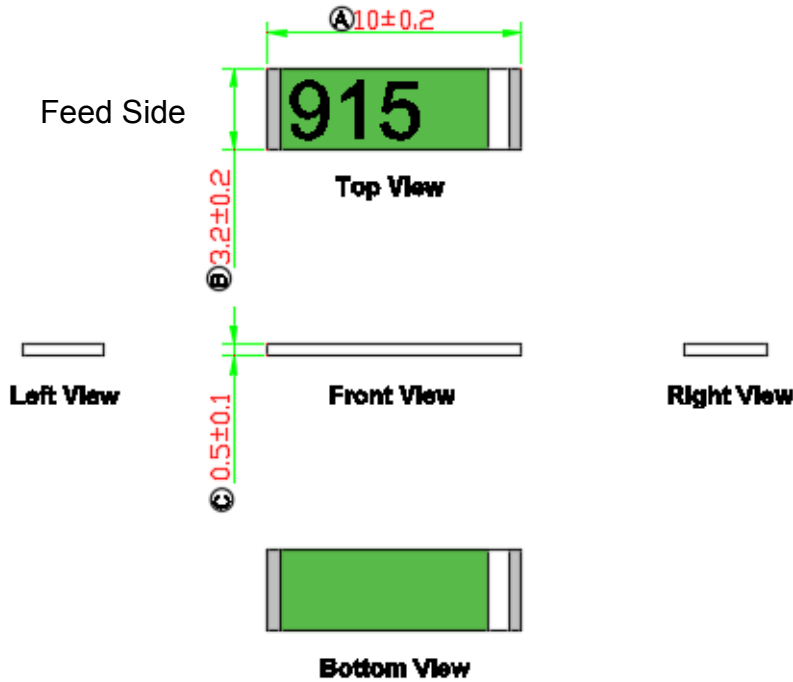 Ⓐ10±0.2
Feed Side
915
Top View
Ⓑ3.2±0.2
Left View
Front View
Right View
Ⓒ0.5±0.1
Bottom View